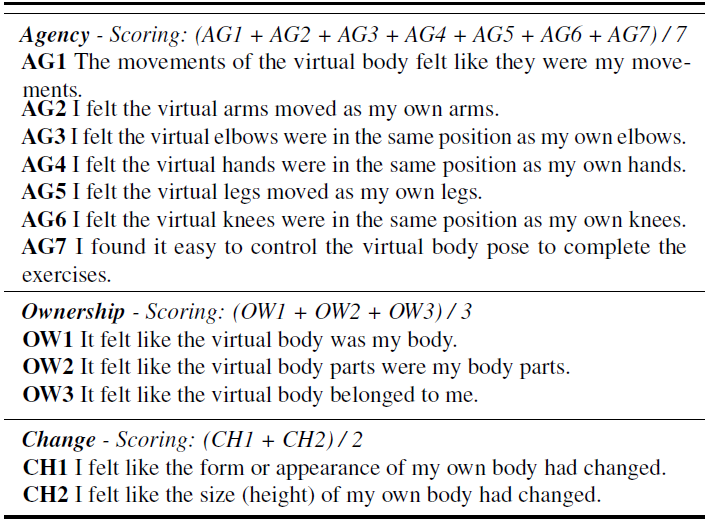 Agency - Scoring: (AG1 + AG2 + AG3 + AG4 + AG5 + AG6 + AG7) / 7
AG1 The movements of the virtual body felt like they were my move-
ments.
AG2 I felt the virtual arms moved as my own arms.
AG3 I felt the virtual elbows were in the same position as my own elbows.
AG4 I felt the virtual hands were in the same position as my own hands.
AG5 I felt the virtual legs moved as my own legs.
AG6 I felt the virtual knees were in the same position as my own knees.
AG7 I found it easy to control the virtual body pose to complete the
exercises.
Ownership - Scoring: (OW1 + OW2 + OW3) / 3
OW1 It felt like the virtual body was my body.
OW2 It felt like the virtual body parts were my body parts.
OW3 It felt like the virtual body belonged to me.
Change - Scoring: (CH1 + CH2) / 2
CH1 I felt like the form or appearance of my own body had changed.
CH2 I felt like the size (height) of my own body had changed.